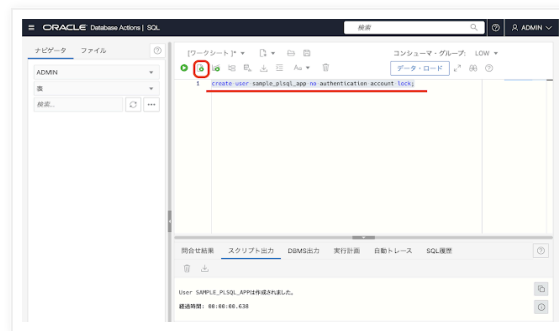 ORACLE Database Actions | SQL
検索
ADMIN
ナビゲータ ファイル
ADMIN
表
検索...
[ワークシート]* コンシューマ・グループ: LOW
Aa データ・ロード
1 create user sample_plsql_app no authentication account lock;
問合せ結果 スクリプト出力 DBMS出力 実行計画 自動トレース SQL履歴
User SAMPLE_PLSQL_APPは作成されました。
経過時間: 00:00:00.638